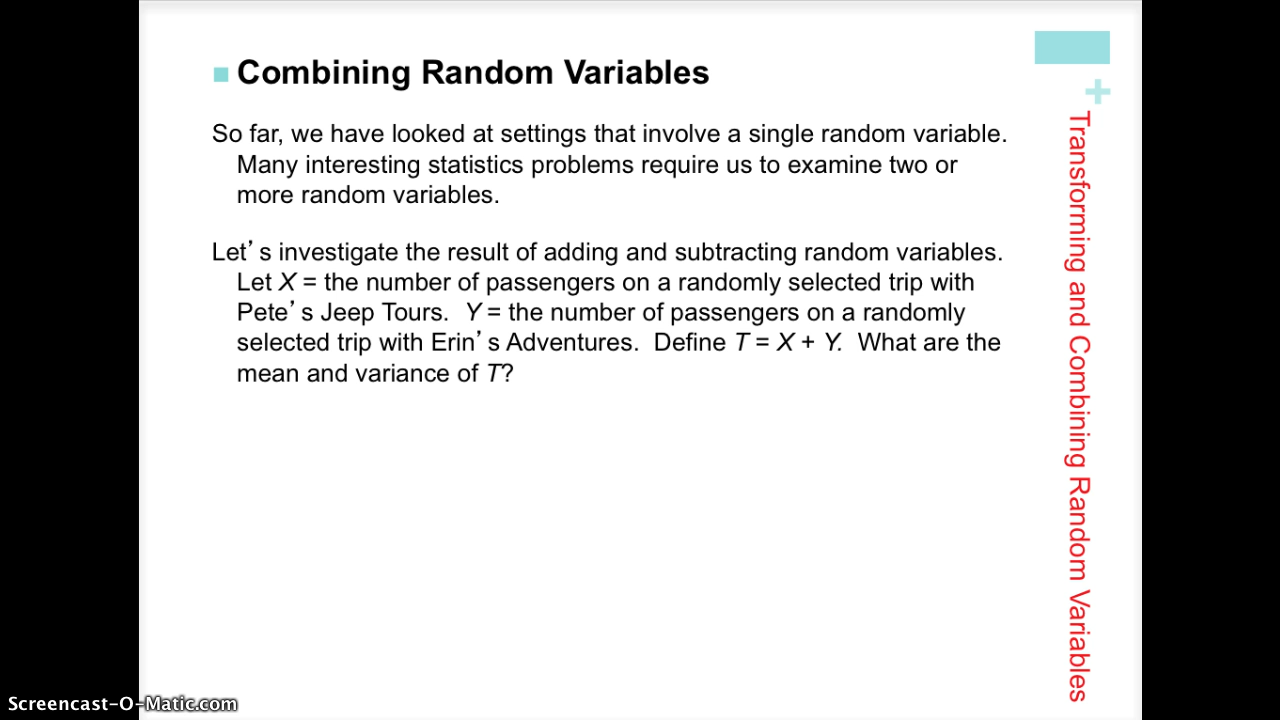 Combining Random Variables
So far, we have looked at settings that involve a single random variable.
Many interesting statistics problems require us to examine two or
more random variables.
Let’s investigate the result of adding and subtracting random variables.
Let X = the number of passengers on a randomly selected trip with
Pete’s Jeep Tours. Y = the number of passengers on a randomly
selected trip with Erin’s Adventures. Define T = X + Y. What are the
mean and variance of T?
+
Transforming and Combining Random Variables
Screencast-O-Matic.com